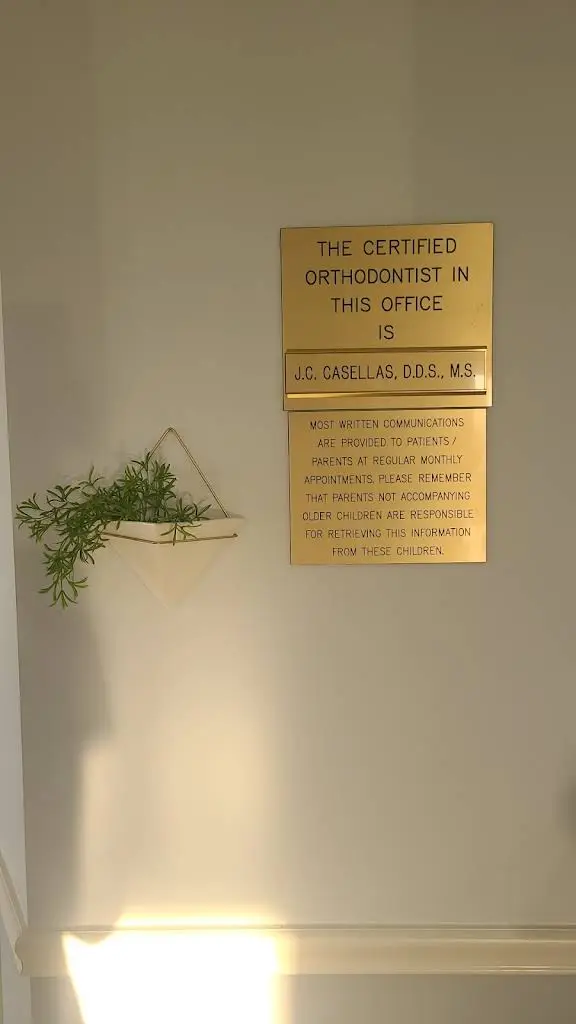 THE CERTIFIED
ORTHODONTIST IN
THIS OFFICE
IS
J.C. CASELLAS, D.D.S., M.S.
MOST WRITTEN COMMUNICATIONS
ARE PROVIDED TO PATIENTS /
PARENTS AT REGULAR MONTHLY
APPOINTMENTS. PLEASE REMEMBER
THAT PARENTS NOT ACCOMPANYING
OLDER CHILDREN ARE RESPONSIBLE
FOR RETRIEVING THIS INFORMATION
FROM THESE CHILDREN.